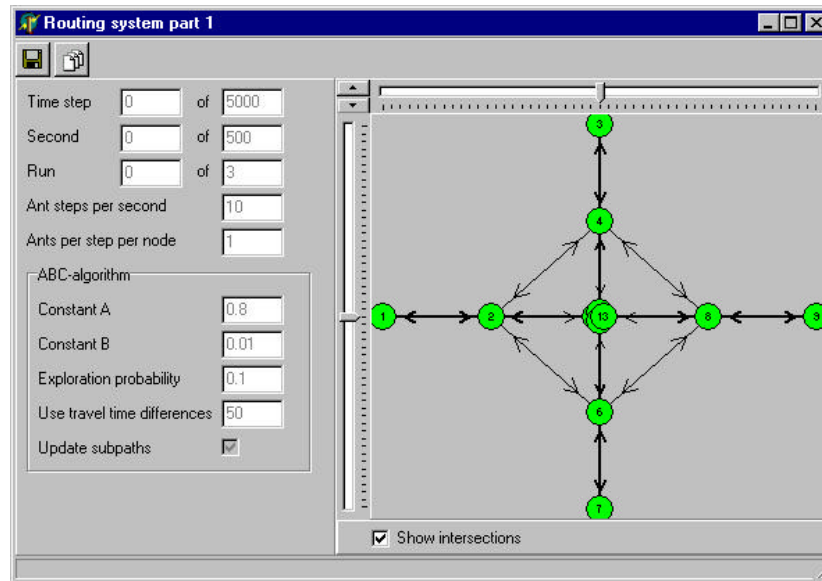 Routing system part 1
Time step 0 of 5000
Second 0 of 500
Run 0 of 3
Ant steps per second 10
Ants per step per node 1
ABC-algorithm
Constant A 0.8
Constant B 0.01
Exploration probability 0.1
Use travel time differences 50
Update subpaths
3
4
1 2 13 8 9
6
7
Show intersections